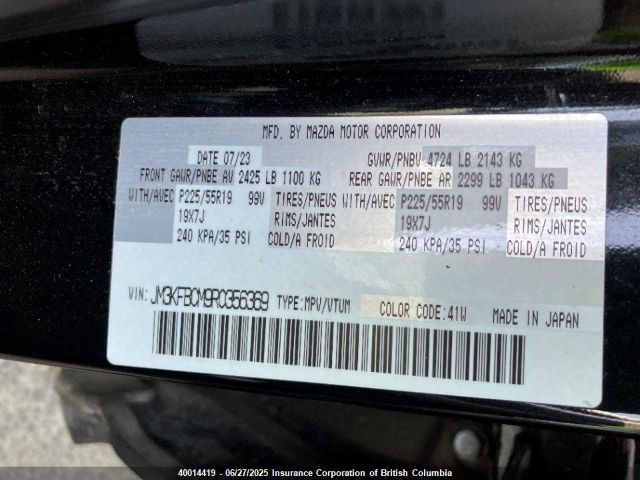 MFD. BY MAZDA MOTOR CORPORATION
DATE 07/23 GVWR/PNBV 4724 LB 2143 KG
FRONT GAWR/PNBE AV 2425 LB 1100 KG REAR GAWR/PNBE AR 2299 LB 1043 KG
WITH/AVEC P225/55R19 99V TIRES/PNEUS WITH/AVEC P225/55R19 99V TIRES/PNEUS
19X7J RIMS/JANTES 19X7J RIMS/JANTES
240 KPA/35 PSI COLD/A FROID 240 KPA/35 PSI COLD/A FROID
VIN: JM3KFBCM9R0356369 TYPE:MPV/VTUM COLOR CODE:41W MADE IN JAPAN
40014419 - 06/27/2025 Insurance Corporation of British Columbia